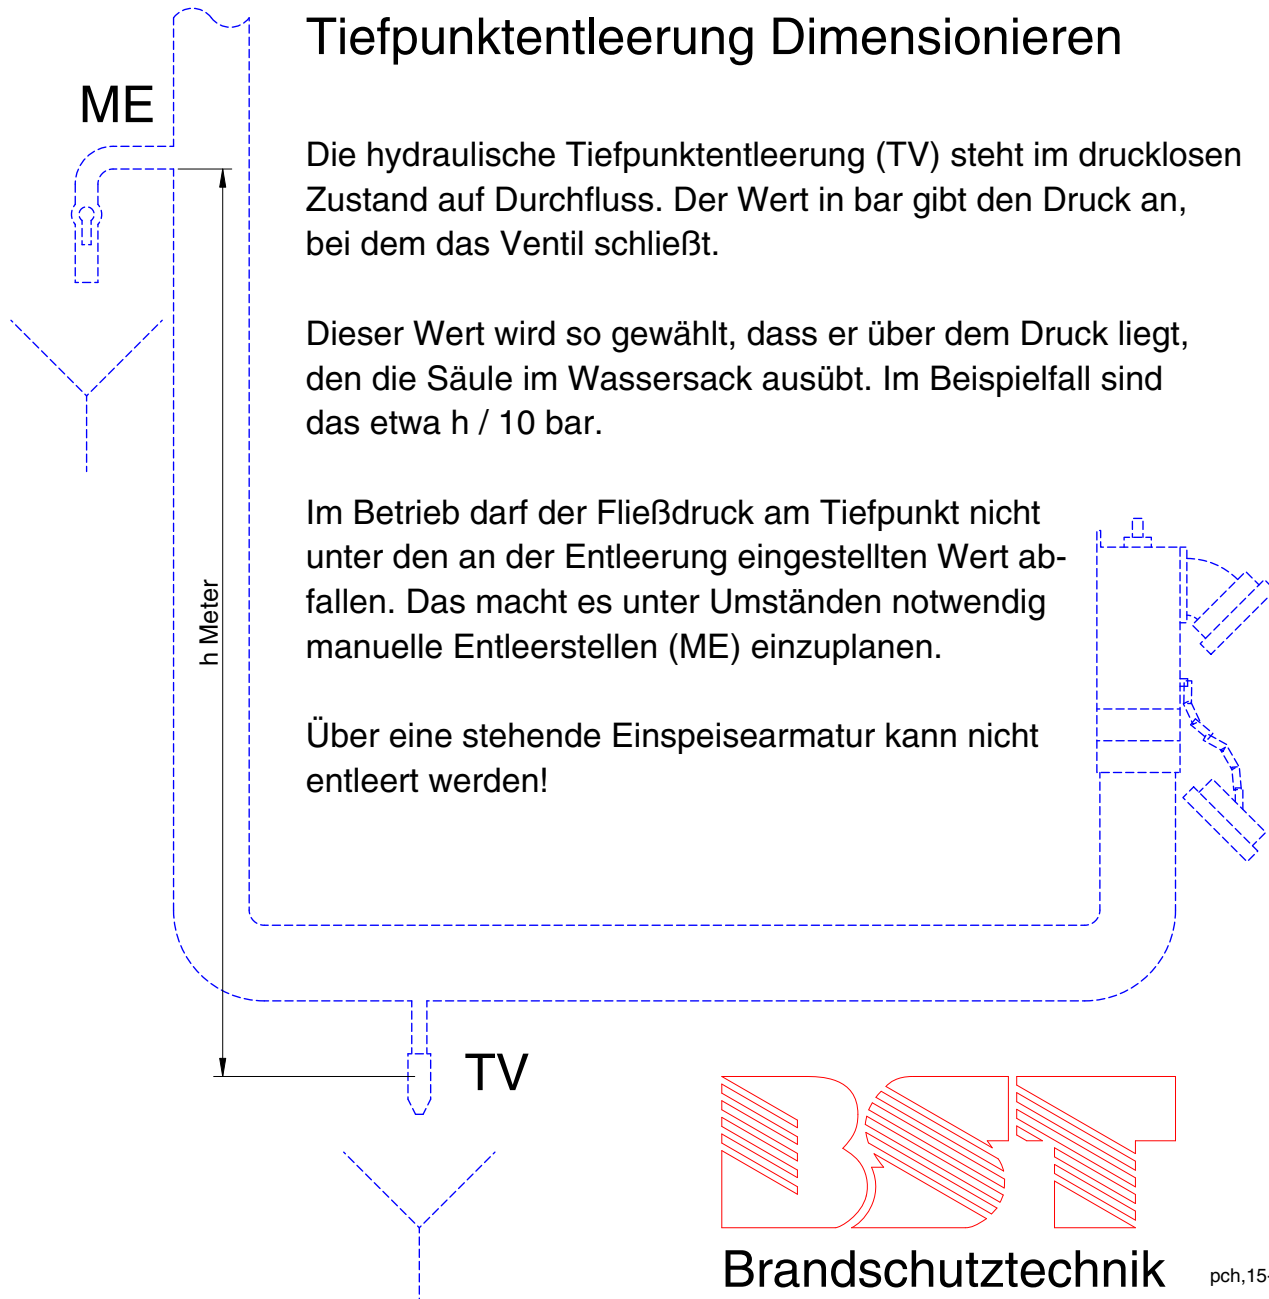 Tiefpunktentleerung Dimensionieren
ME
Die hydraulische Tiefpunktentleerung (TV) steht im drucklosen
Zustand auf Durchfluss. Der Wert in bar gibt den Druck an,
bei dem das Ventil schließt.
Dieser Wert wird so gewählt, dass er über dem Druck liegt,
den die Säule im Wassersack ausübt. Im Beispielfall sind
das etwa h / 10 bar.
Im Betrieb darf der Fließdruck am Tiefpunkt nicht
unter den an der Entleerung eingestellten Wert ab-
fallen. Das macht es unter Umständen notwendig
manuelle Entleerstellen (ME) einzuplanen.
h Meter
Über eine stehende Einspeisearmatur kann nicht
entleert werden!
TV
BST
Brandschutztechnik
pch,15-